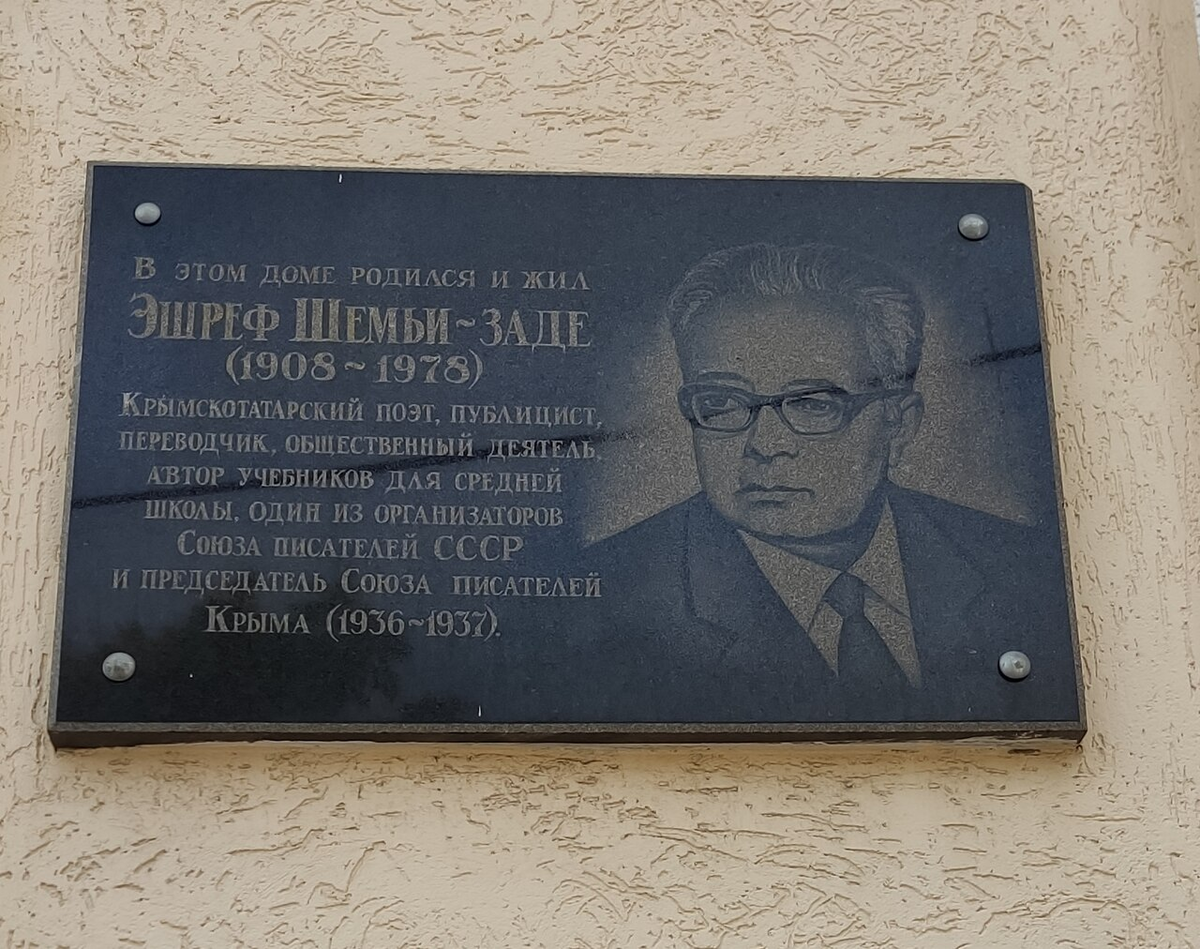 В этом доме родился и жил
Эшреф Шемьи~заде
(1908~1978)
Крымскотатарский поэт, публицист,
переводчик, общественный деятель,
автор учебников для средней
школы, один из организаторов
Союза писателей СССР
и председатель Союза писателей
Крыма (1936~1937).